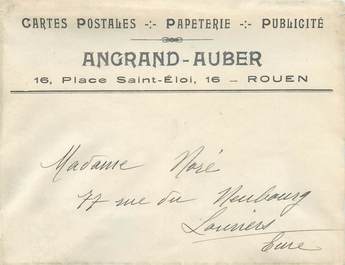 CARTES POSTALES -:- PAPETERIE -:- PUBLICITÉ
ANGRAND-AUBER
16, Place Saint-Éloi, 16 — ROUEN
Madame Noré
77 rue du Neubourg
Louviers
Eure